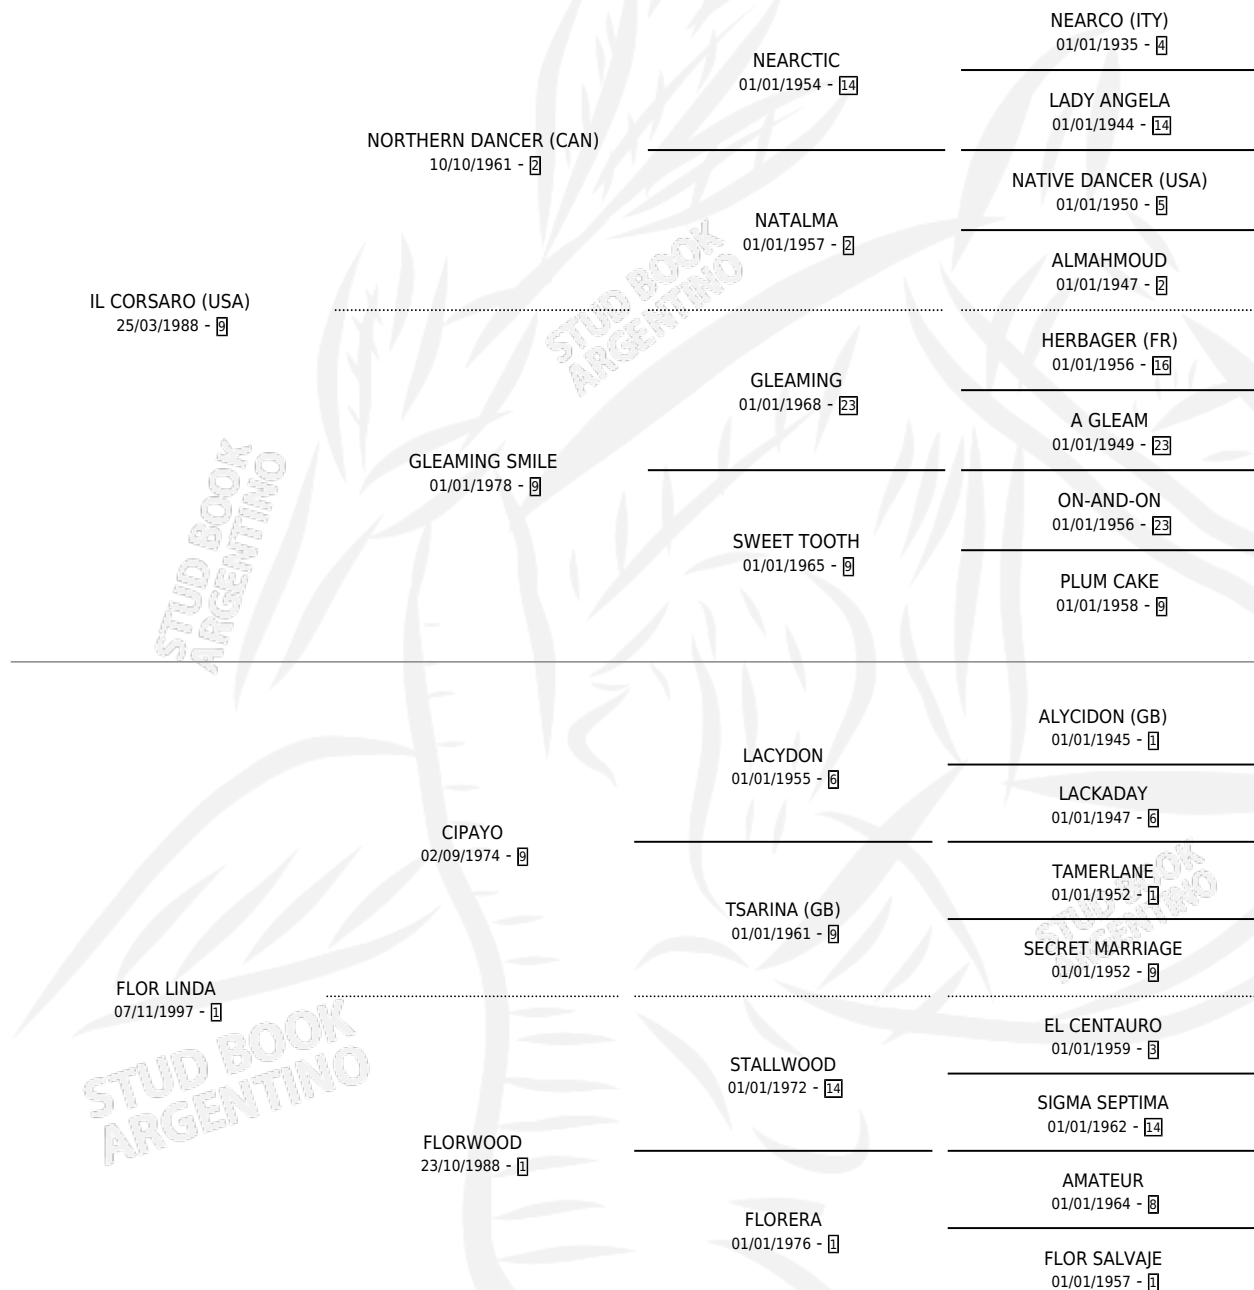 NEARCO (ITY)
01/01/1935 - 4
NEARCTIC
01/01/1954 - 14
LADY ANGELA
01/01/1944 - 14
NORTHERN DANCER (CAN)
10/10/1961 - 2
NATIVE DANCER (USA)
01/01/1950 - 5
NATALMA
01/01/1957 - 2
ALMAHMOUD
01/01/1947 - 2
IL CORSARO (USA)
25/03/1988 - 9
HERBAGER (FR)
01/01/1956 - 16
GLEAMING
01/01/1968 - 23
A GLEAM
01/01/1949 - 23
GLEAMING SMILE
01/01/1978 - 9
ON-AND-ON
01/01/1956 - 23
SWEET TOOTH
01/01/1965 - 9
PLUM CAKE
01/01/1958 - 9
ALYCIDON (GB)
01/01/1945 - 1
LACYDON
01/01/1955 - 6
LACKADAY
01/01/1947 - 6
CIPAYO
02/09/1974 - 9
TAMERLANE
01/01/1952 - 1
TSARINA (GB)
01/01/1961 - 9
SECRET MARRIAGE
01/01/1952 - 9
FLOR LINDA
07/11/1997 - 1
EL CENTAURO
01/01/1959 - 3
STALLWOOD
01/01/1972 - 14
SIGMA SEPTIMA
01/01/1962 - 14
FLORWOOD
23/10/1988 - 1
AMATEUR
01/01/1964 - 8
FLORERA
01/01/1976 - 1
FLOR SALVAJE
01/01/1957 - 1
STUD BOOK
ARGENTINO
STUD BOOK
ARGENTINO
STUD BOOK
ARGENTINO
STUD BOOK
ARGENTINO